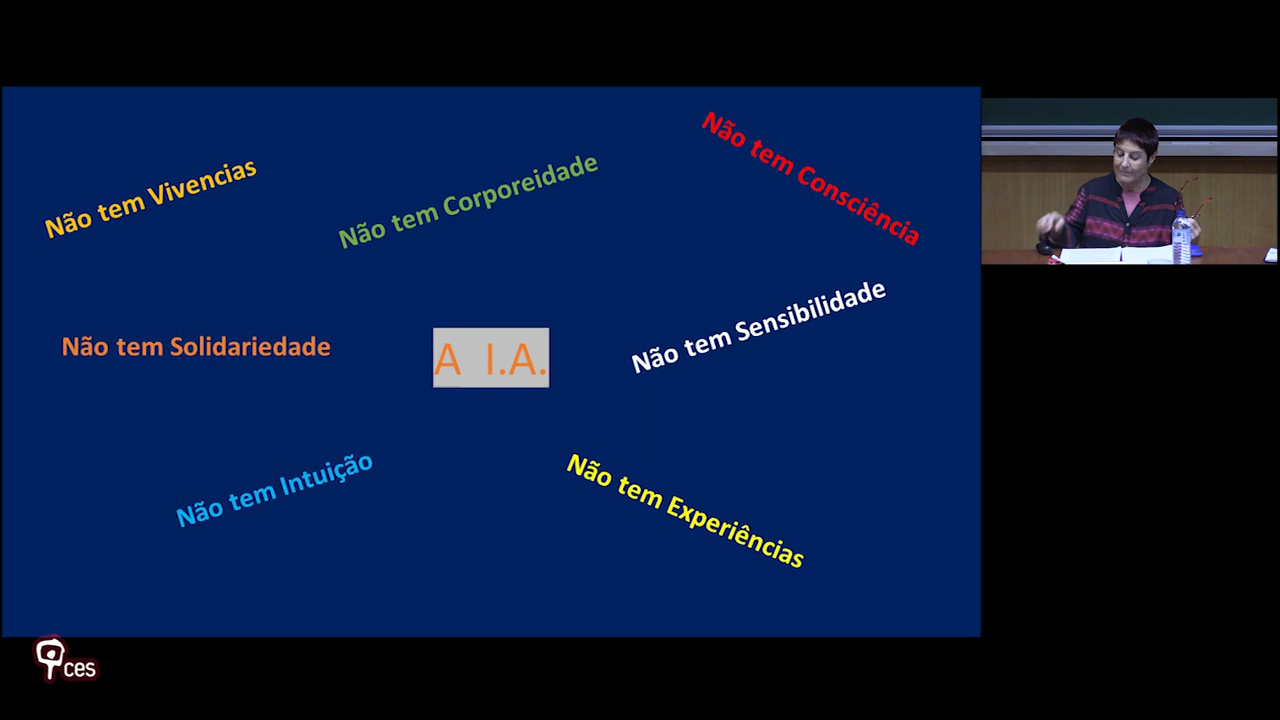 Não tem Vivencias
Não tem Corporeidade
Não tem Consciência
Não tem Solidariedade
A I.A.
Não tem Sensibilidade
Não tem Intuição
Não tem Experiências
ces